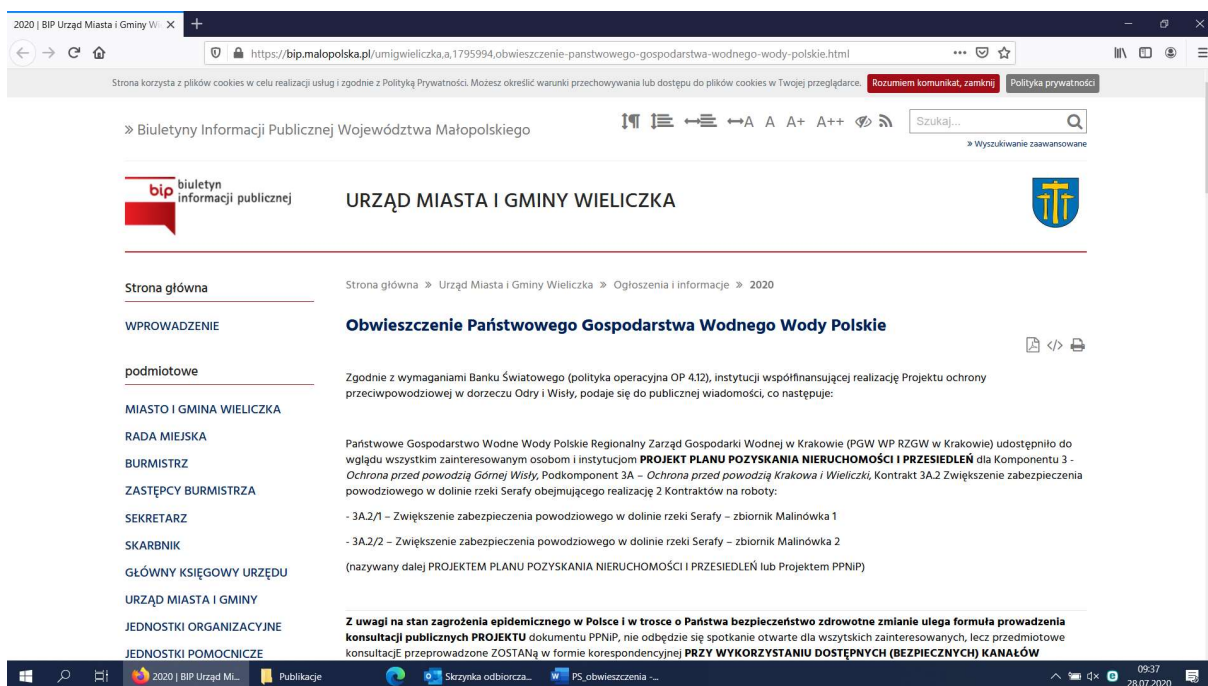 2020 | BIP Urząd Miasta i Gminy Wi
https://bip.malopolska.pl/umigwieliczka,a,1795994,obwieszczenie-panstwowego-gospodarstwa-wodnego-wody-polskie.html
Strona korzysta z plików cookies w celu realizacji usług i zgodnie z Polityką Prywatności. Możesz określić warunki przechowywania lub dostępu do plików cookies w Twojej przeglądarce. Rozumiem komunikat, zamknij Polityka prywatności
» Biuletyny Informacji Publicznej Województwa Małopolskiego
A A A+ A++
Szukaj...
» Wyszukiwanie zaawansowane
bip biuletyn
informacji publicznej
URZĄD MIASTA I GMINY WIELICZKA
Strona główna
WPROWADZENIE
podmiotowe
MIASTO I GMINA WIELICZKA
RADA MIEJSKA
BURMISTRZ
ZASTĘPCY BURMISTRZA
SEKRETARZ
SKARBNIK
GŁÓWNY KSIĘGOWY URZĘDU
URZĄD MIASTA I GMINY
JEDNOSTKI ORGANIZACYJNE
JEDNOSTKI POMOCNICZE
Strona główna » Urząd Miasta i Gminy Wieliczka » Ogłoszenia i informacje » 2020
Obwieszczenie Państwowego Gospodarstwa Wodnego Wody Polskie
Zgodnie z wymaganiami Banku Światowego (polityka operacyjna OP 4.12), instytucji współfinansującej realizację Projektu ochrony
przeciwpowodziowej w dorzeczu Odry i Wisły, podaje się do publicznej wiadomości, co następuje:
Państwowe Gospodarstwo Wodne Wody Polskie Regionalny Zarząd Gospodarki Wodnej w Krakowie (PGW WP RZGW w Krakowie) udostępniło do
wglądu wszystkim zainteresowanym osobom i instytucjom PROJEKT PLANU POZYSKANIA NIERUCHOMOŚCI I PRZESIEDLEŃ dla Komponentu 3 -
Ochrona przed powodzią Górnej Wisły, Podkomponent 3A – Ochrona przed powodzią Krakowa i Wieliczki, Kontrakt 3A.2 Zwiększenie zabezpieczenia
powodziowego w dolinie rzeki Serafy obejmującego realizację 2 Kontraktów na roboty:
- 3A.2/1 – Zwiększenie zabezpieczenia powodziowego w dolinie rzeki Serafy – zbiornik Malinówka 1
- 3A.2/2 – Zwiększenie zabezpieczenia powodziowego w dolinie rzeki Serafy – zbiornik Malinówka 2
(nazywany dalej PROJEKTEM PLANU POZYSKANIA NIERUCHOMOŚCI I PRZESIEDLEŃ lub Projektem PPNiP)
Z uwagi na stan zagrożenia epidemicznego w Polsce i w trosce o Państwa bezpieczeństwo zdrowotne zmianie ulega formuła prowadzenia
konsultacji publicznych PROJEKTU dokumentu PPNiP, nie odbędzie się spotkanie otwarte dla wszytskich zainteresowanych, lecz przedmiotowe
konsultacjE przeprowadzone ZOSTANą w formie korespondencyjnej PRZY WYKORZYSTANIU DOSTĘPNYCH (BEZPIECZNYCH) KANAŁÓW
2020 | BIP Urząd Mi... Publikacje Skrzynka odbiorcza... PS_obwieszczenia -...
09:37
28.07.2020